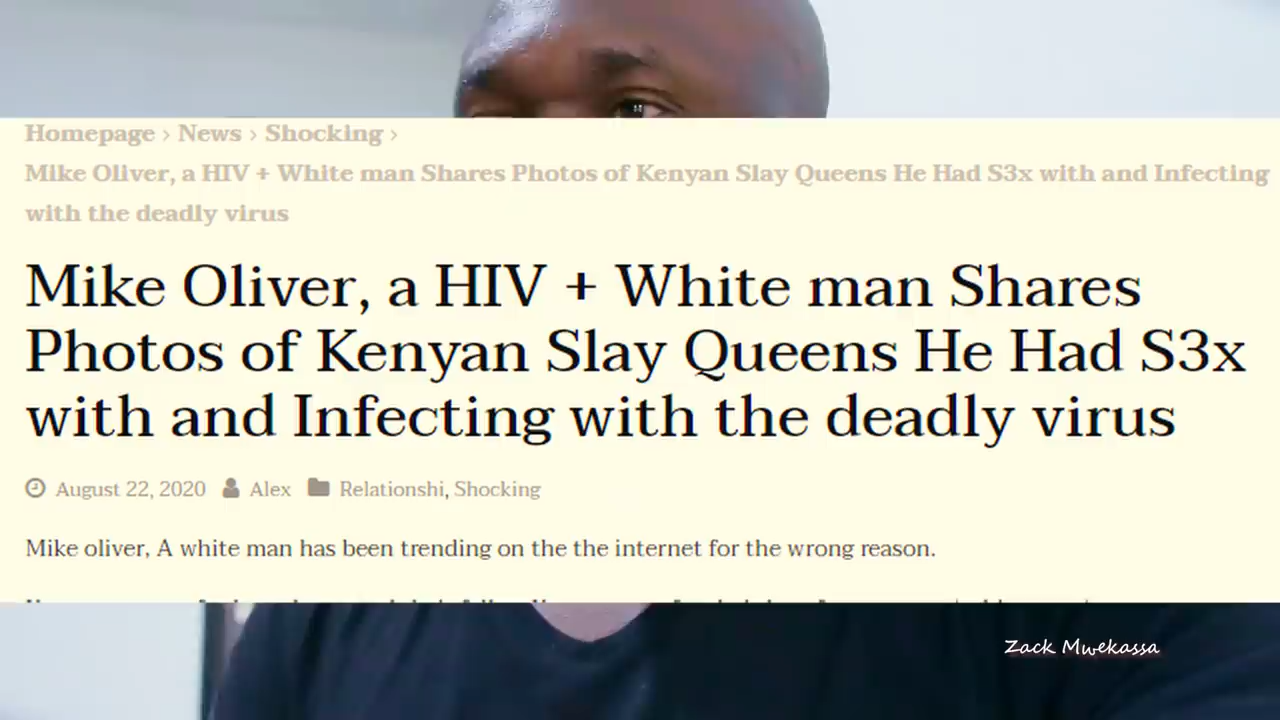 Homepage › News › Shocking ›
Mike Oliver, a HIV + White man Shares Photos of Kenyan Slay Queens He Had S3x with and Infecting
with the deadly virus
Mike Oliver, a HIV + White man Shares
Photos of Kenyan Slay Queens He Had S3x
with and Infecting with the deadly virus
August 22, 2020 Alex Relationshi, Shocking
Mike oliver, A white man has been trending on the the internet for the wrong reason.
Zack Mwekassa